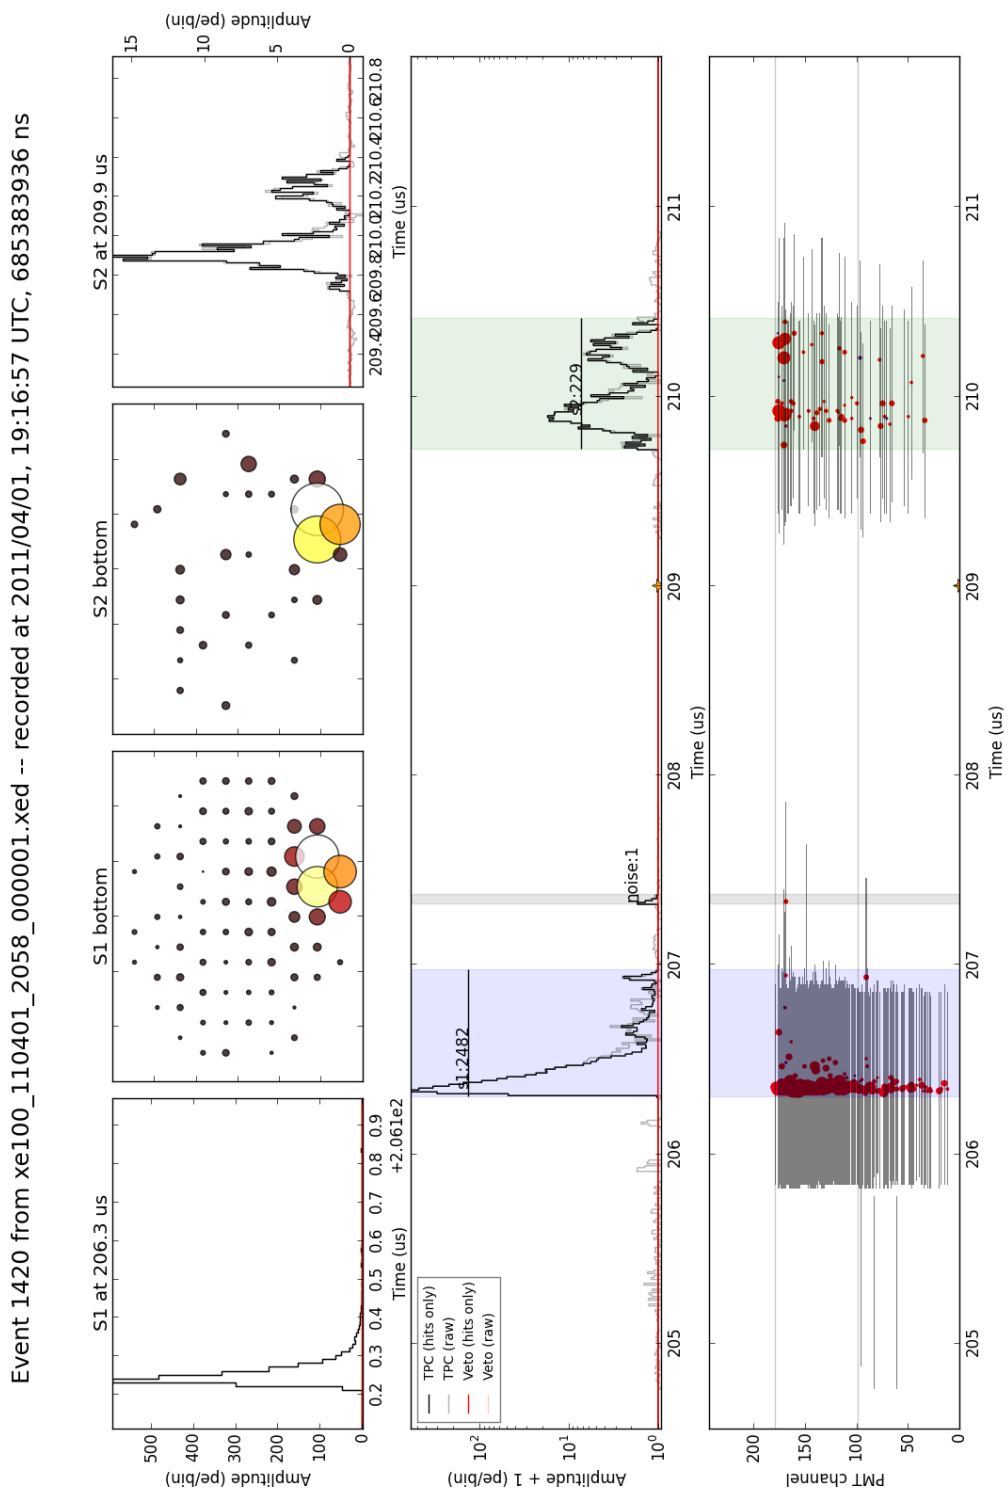 Event 1420 from xe100_110401_2058_000001.xed -- recorded at 2011/04/01, 19:16:57 UTC, 685383936 ns
S1 at 206.3 us
Amplitude (pe/bin)
500
400
300
200
100
0
0.2
0.3
0.4
0.5
0.6
0.7
0.8
0.9
+2.061e2
Time (us)
S1 bottom
S2 bottom
S2 at 209.9 us
15
10
5
0
Amplitude (pe/bin)
209.4
209.6
209.8
210.0
210.2
210.4
210.6
210.8
Time (us)
Amplitude + 1 (pe/bin)
10^2
10^1
10^0
TPC (hits only)
TPC (raw)
Veto (hits only)
Veto (raw)
s1:2482
noise:1
s2:229
205
206
207
208
209
210
211
Time (us)
PMT channel
200
150
100
50
0
205
206
207
208
209
210
211
Time (us)